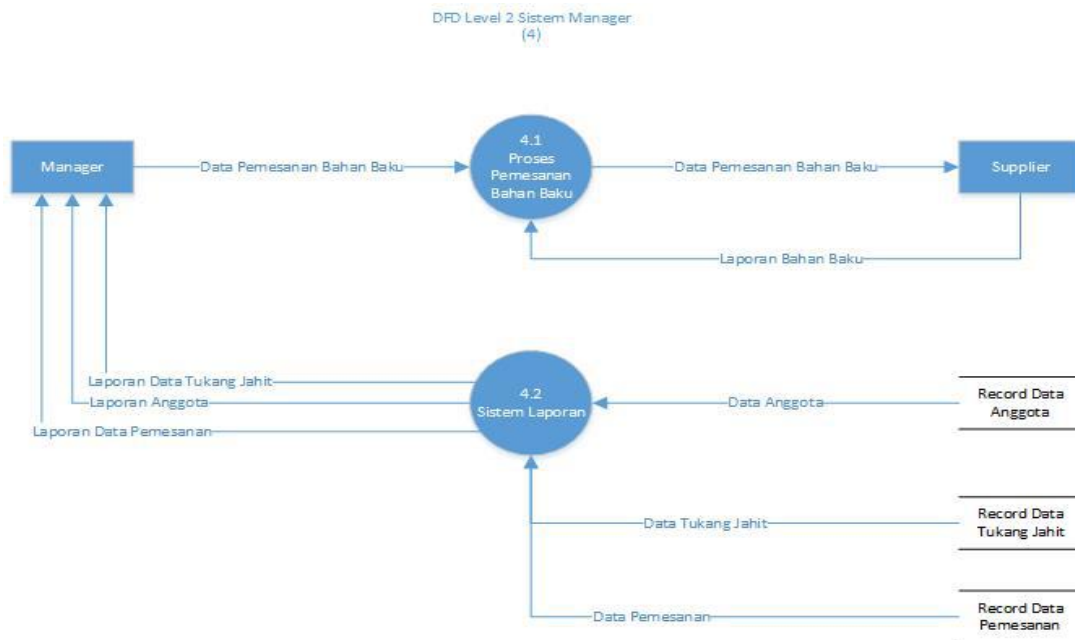 DFD Level 2 Sistem Manager
(4)
Manager
Data Pemesanan Bahan Baku
4.1
Proses
Pemesanan
Bahan Baku
Data Pemesanan Bahan Baku
Supplier
Laporan Bahan Baku
Laporan Data Tukang Jahit
Laporan Anggota
Laporan Data Pemesanan
4.2
Sistem Laporan
Data Anggota
Record Data
Anggota
Data Tukang Jahit
Record Data
Tukang Jahit
Data Pemesanan
Record Data
Pemesanan